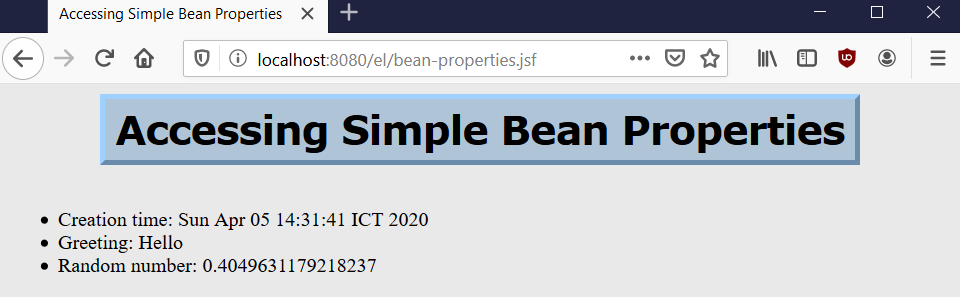 Accessing Simple Bean Properties
localhost:8080/el/bean-properties.jsf
Accessing Simple Bean Properties
Creation time: Sun Apr 05 14:31:41 ICT 2020
Greeting: Hello
Random number: 0.4049631179218237